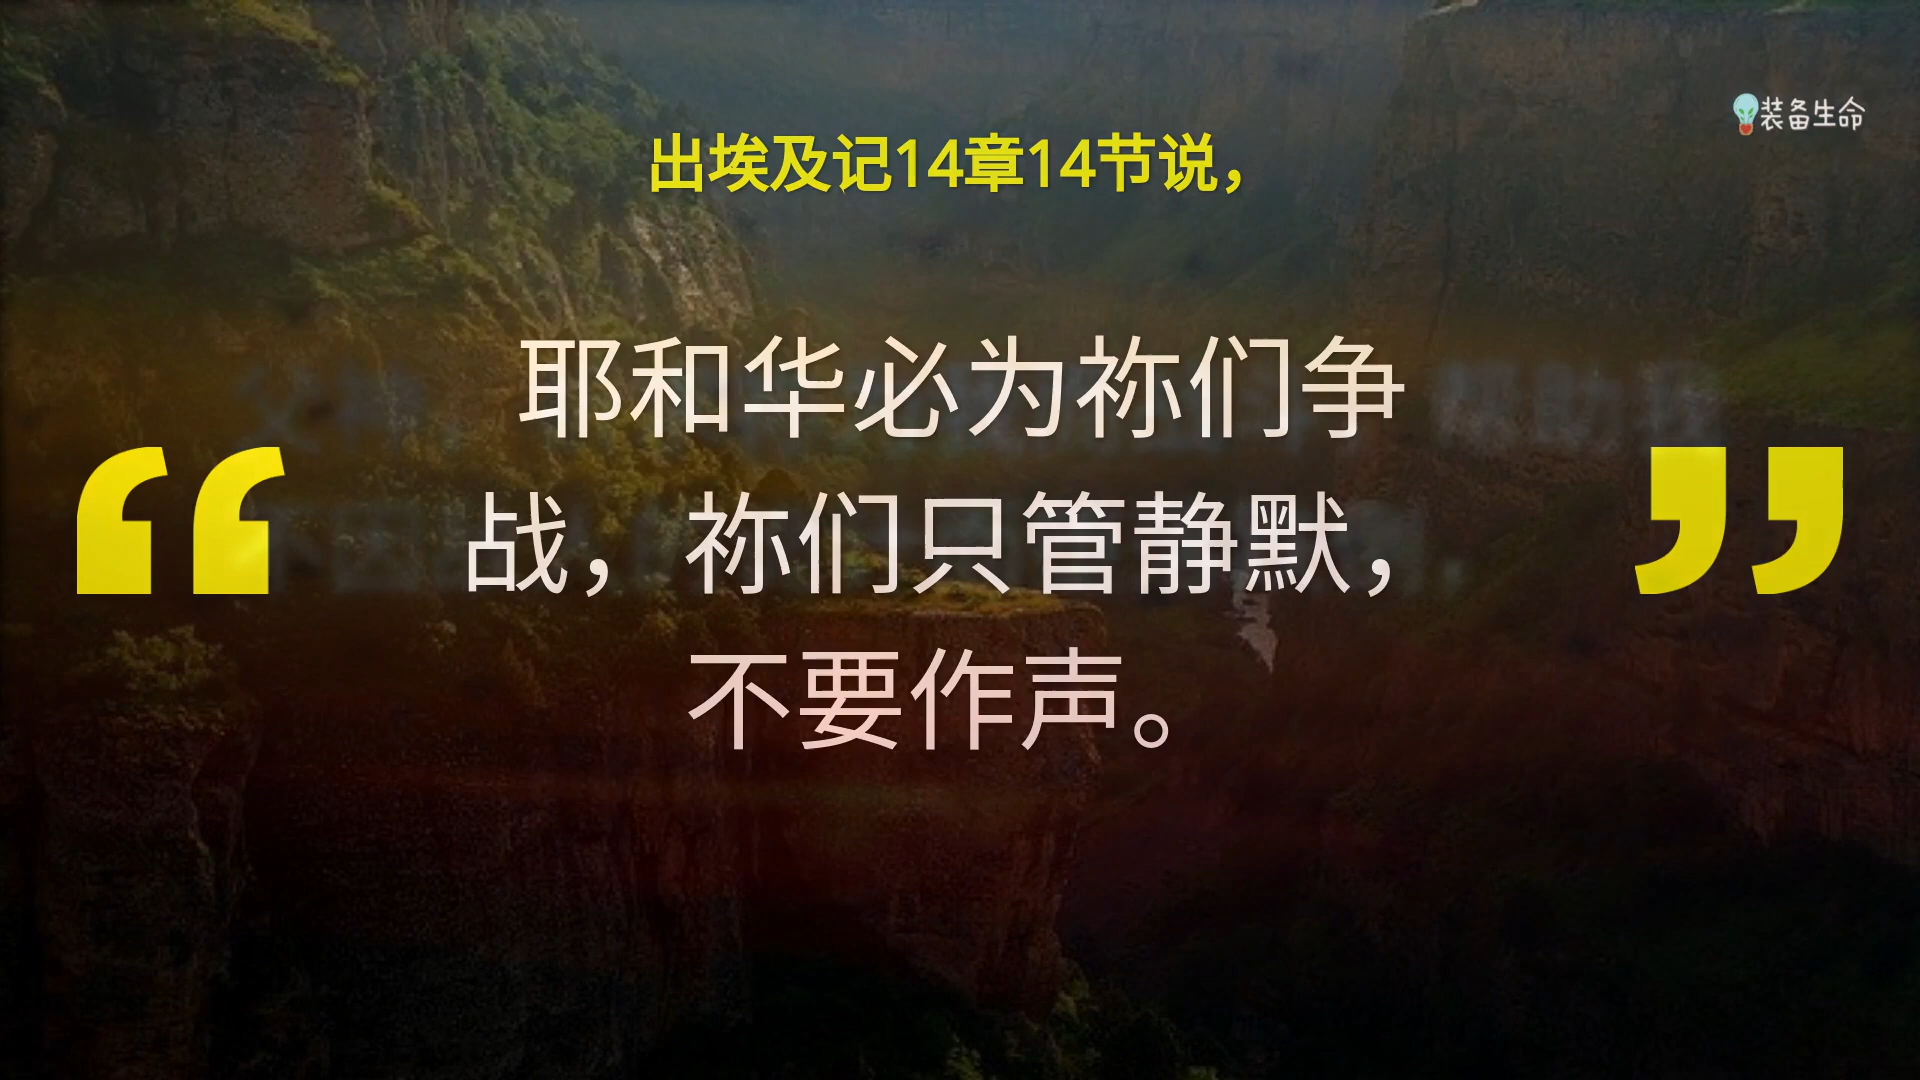 装备生命
出埃及记14章14节说，
“耶和华必为祢们争
战，祢们只管静默，
不要作声。”